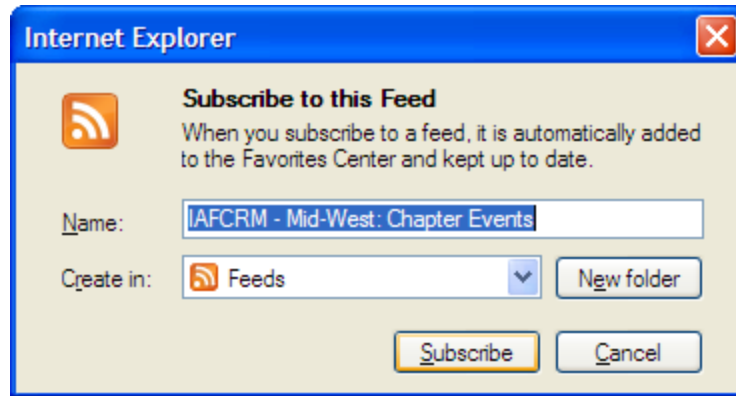 Internet Explorer
Subscribe to this Feed
When you subscribe to a feed, it is automatically added
to the Favorites Center and kept up to date.
Name: IAFCRM - Mid-West: Chapter Events
Create in: Feeds New folder
Subscribe Cancel